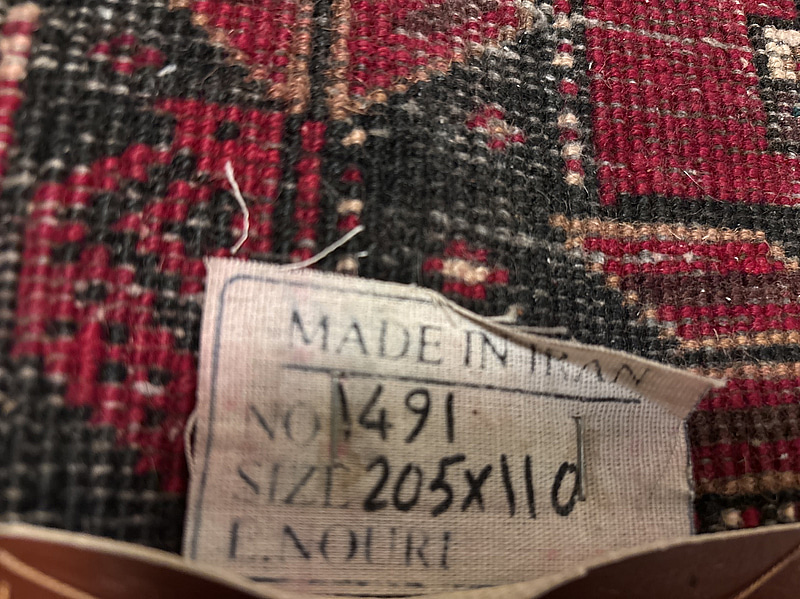 MADE IN IRAN
NO 1491
SIZE 205x110
E.NOURI